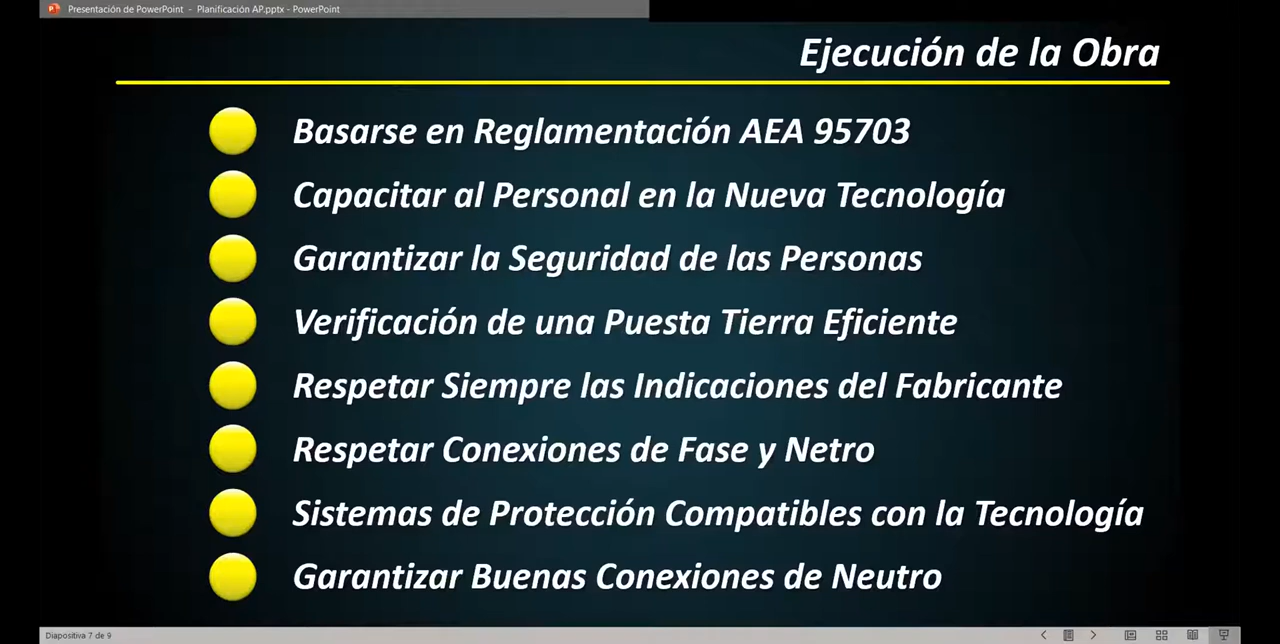 Presentación de PowerPoint - Planificación AP.pptx - PowerPoint
Ejecución de la Obra
Basarse en Reglamentación AEA 95703
Capacitar al Personal en la Nueva Tecnología
Garantizar la Seguridad de las Personas
Verificación de una Puesta Tierra Eficiente
Respetar Siempre las Indicaciones del Fabricante
Respetar Conexiones de Fase y Netro
Sistemas de Protección Compatibles con la Tecnología
Garantizar Buenas Conexiones de Neutro
Diapositiva 7 de 9